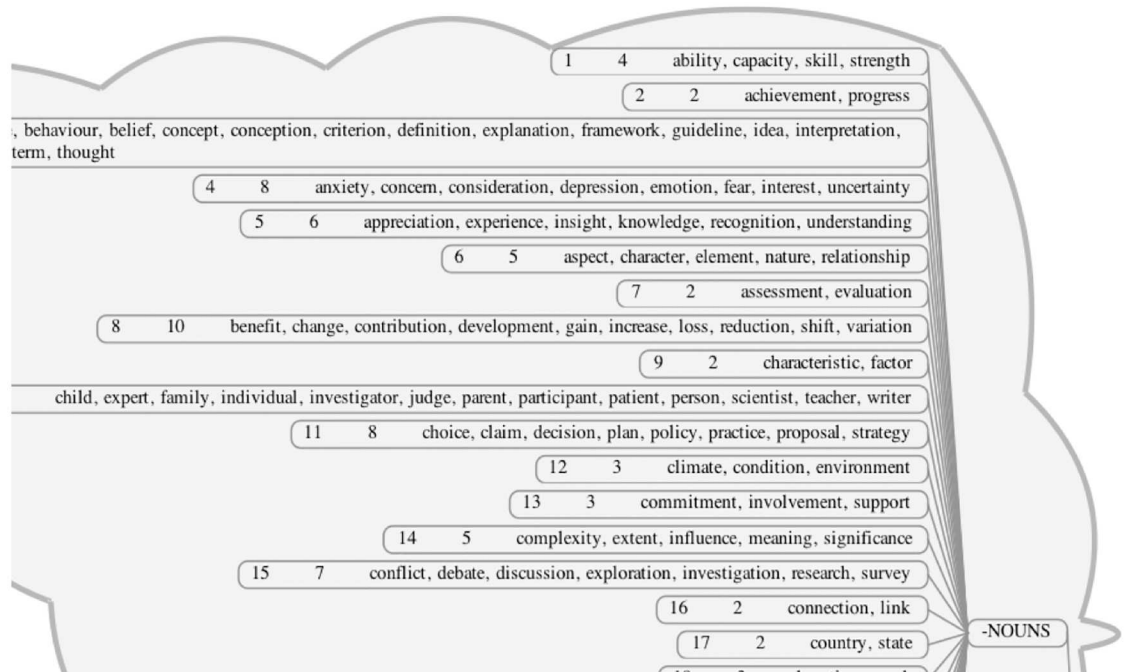 1 4 ability, capacity, skill, strength
2 2 achievement, progress
, behaviour, belief, concept, conception, criterion, definition, explanation, framework, guideline, idea, interpretation,
term, thought
4 8 anxiety, concern, consideration, depression, emotion, fear, interest, uncertainty
5 6 appreciation, experience, insight, knowledge, recognition, understanding
6 5 aspect, character, element, nature, relationship
7 2 assessment, evaluation
8 10 benefit, change, contribution, development, gain, increase, loss, reduction, shift, variation
9 2 characteristic, factor
child, expert, family, individual, investigator, judge, parent, participant, patient, person, scientist, teacher, writer
11 8 choice, claim, decision, plan, policy, practice, proposal, strategy
12 3 climate, condition, environment
13 3 commitment, involvement, support
14 5 complexity, extent, influence, meaning, significance
15 7 conflict, debate, discussion, exploration, investigation, research, survey
16 2 connection, link
-NOUNS
17 2 country, state